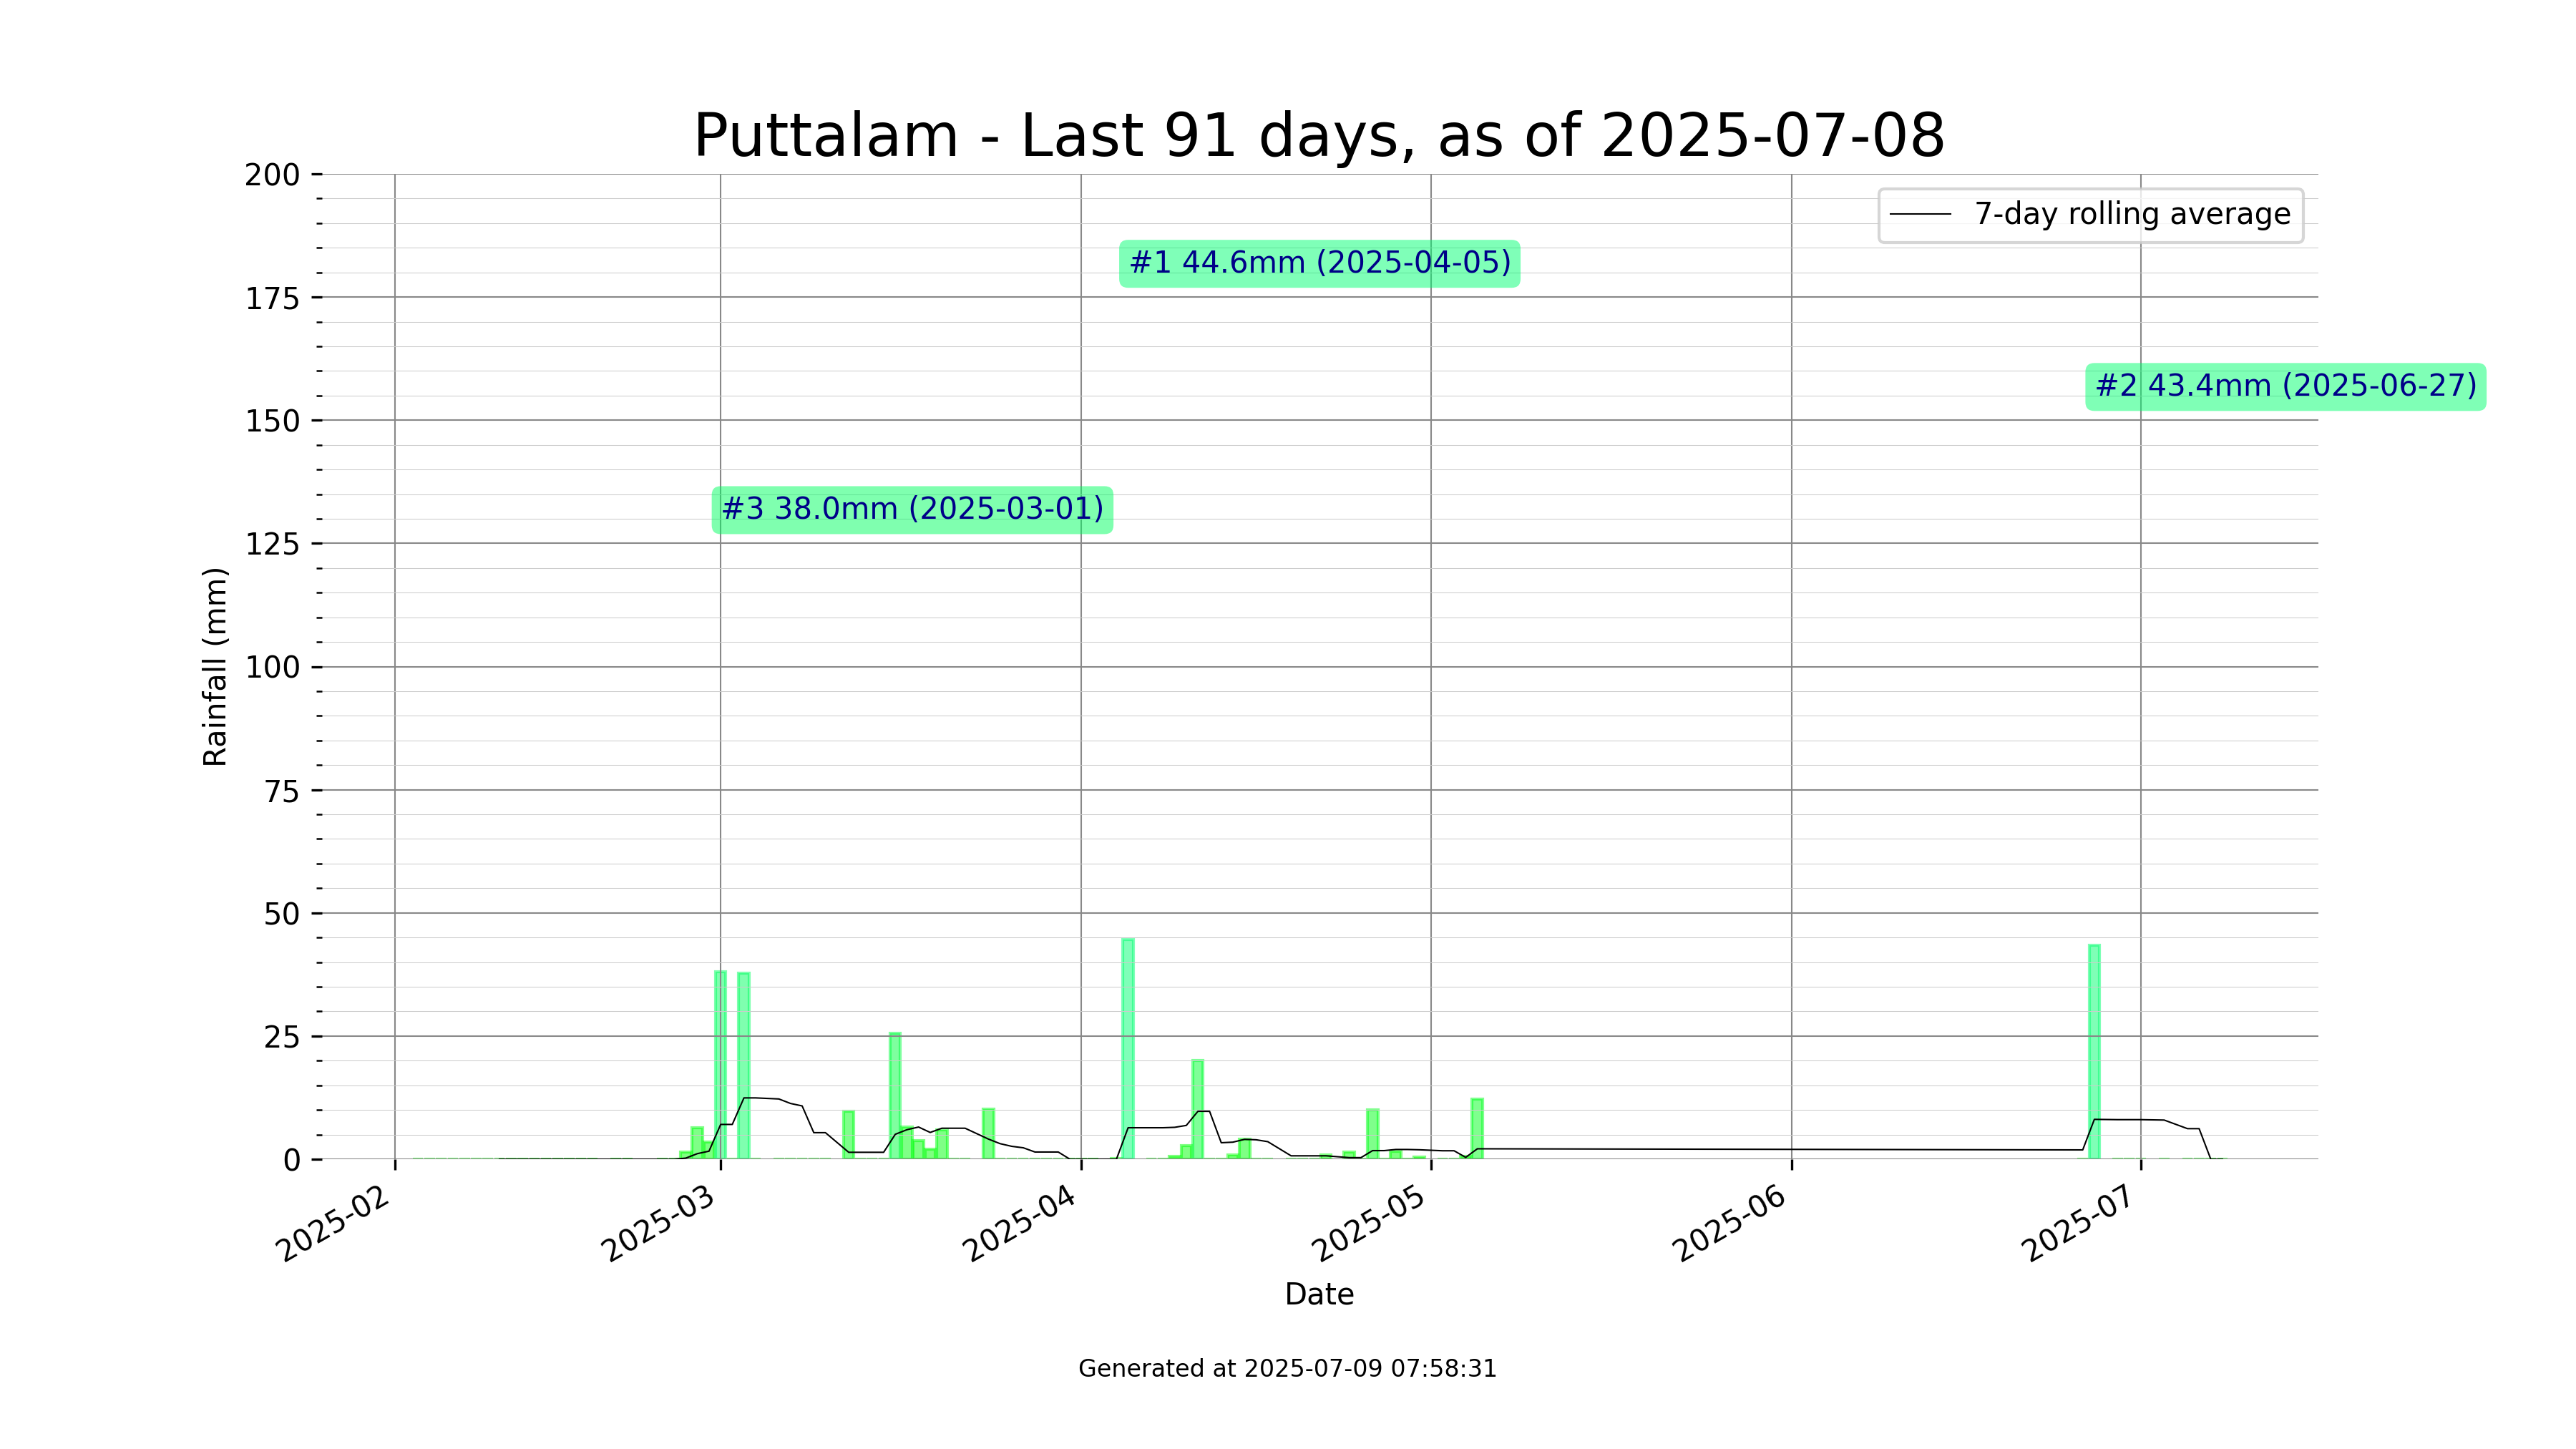 Puttalam - Last 91 days, as of 2025-07-08
200
175
150
125
100
75
50
25
0
Rainfall (mm)
7-day rolling average
#1 44.6mm (2025-04-05)
#2 43.4mm (2025-06-27)
#3 38.0mm (2025-03-01)
2025-02
2025-03
2025-04
2025-05
2025-06
2025-07
Date
Generated at 2025-07-09 07:58:31